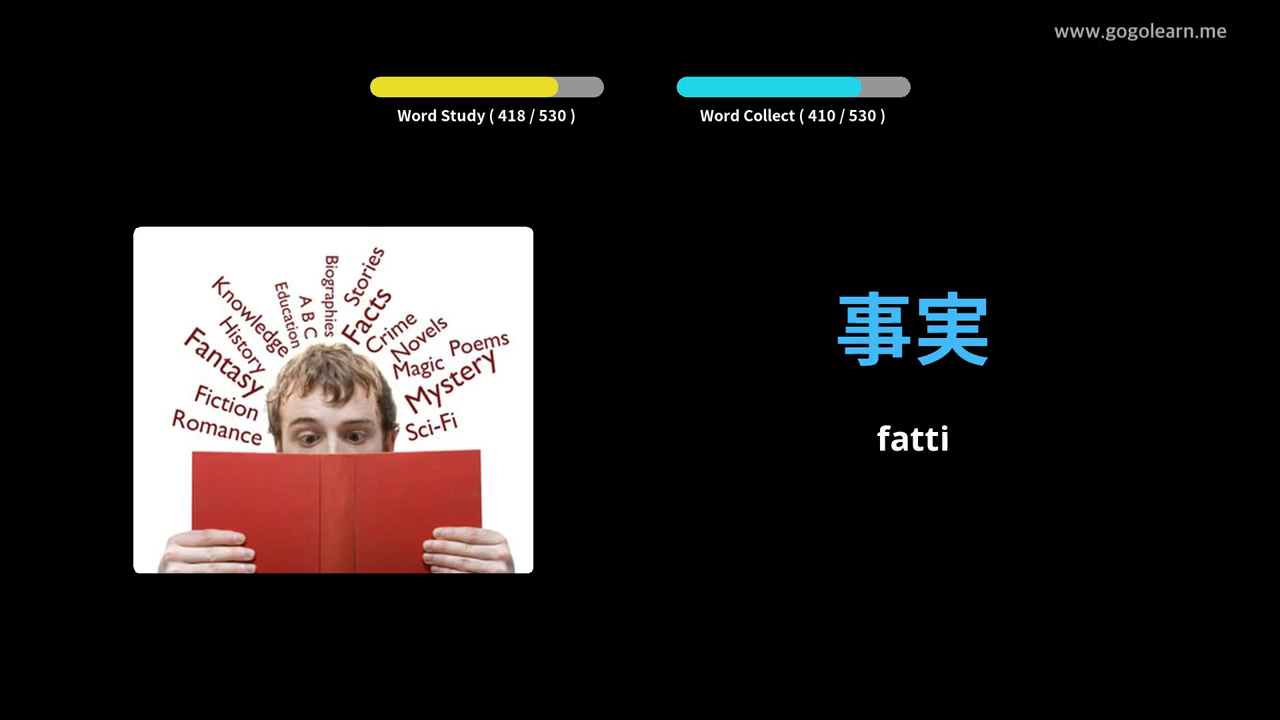 www.gogolearn.me
Word Study ( 418 / 530 )
Word Collect ( 410 / 530 )
Knowledge
History
Fantasy
Fiction
Romance
Education
A B C
Biographies
Stories
Facts
Crime
Novels
Magic
Poems
Mystery
Sci-Fi
事実
fatti